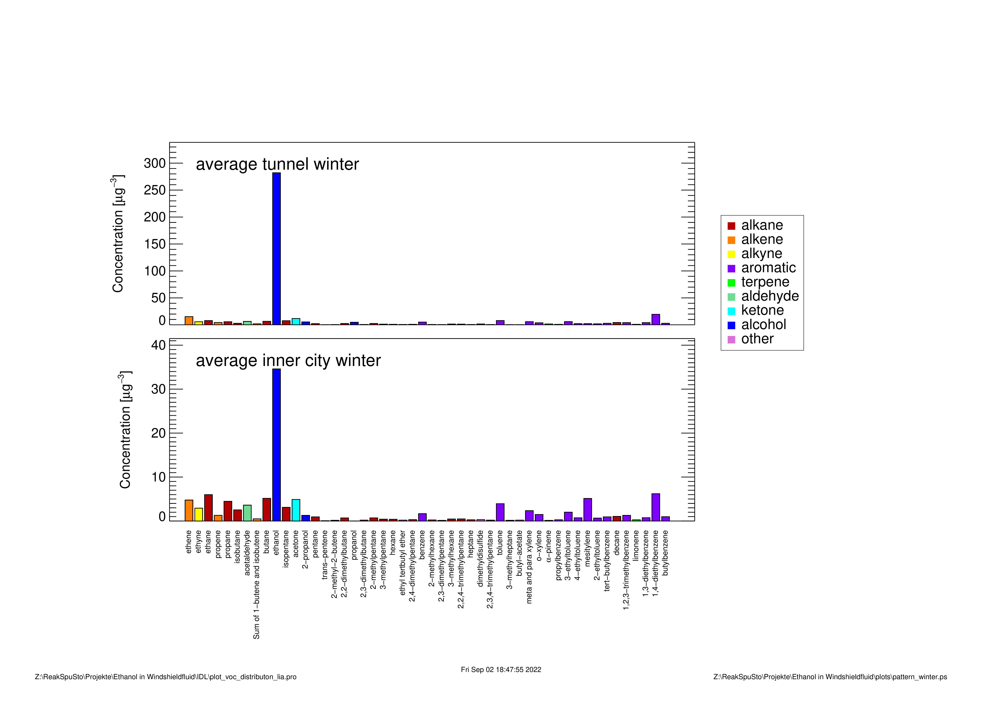 average tunnel winter
Concentration [µg⁻³]
300
250
200
150
100
50
0
alkane
alkene
alkyne
aromatic
terpene
aldehyde
ketone
alcohol
other
average inner city winter
Concentration [µg⁻³]
40
30
20
10
0
ethene
ethyne
ethane
propene
propane
isobutane
acetaldehyde
Sum of 1−butene and isobutene
butane
ethanol
isopentane
acetone
2−propanol
pentane
trans−pentene
2−methyl−2−butene
2,2−dimethylbutane
propanol
2,3−dimethylbutane
2−methylpentane
3−methylpentane
hexane
ethyl tertbutyl ether
2,4−dimethylpentane
benzene
2−methylhexane
2,3−dimethylpentane
3−methylhexane
2,2,4−trimethylpentane
heptane
dimethyldisulfide
2,3,4−trimethylpentane
toluene
3−methylheptane
butyl−acetate
meta and para xylene
o−xylene
α−pinene
propylbenzene
3−ethyltoluene
4−ethyltoluene
mesitylene
2−ethyltoluene
tert−butylbenzene
decane
1,2,3−trimethylbenzene
limonene
1,3−diethylbenzene
1,4−diethylbenzene
butylbenzene
Fri Sep 02 18:47:55 2022
Z:\ReakSpuSto\Projekte\Ethanol in Windshieldfluid\IDL\plot_voc_distributon_lia.pro
Z:\ReakSpuSto\Projekte\Ethanol in Windshieldfluid\plots\pattern_winter.ps